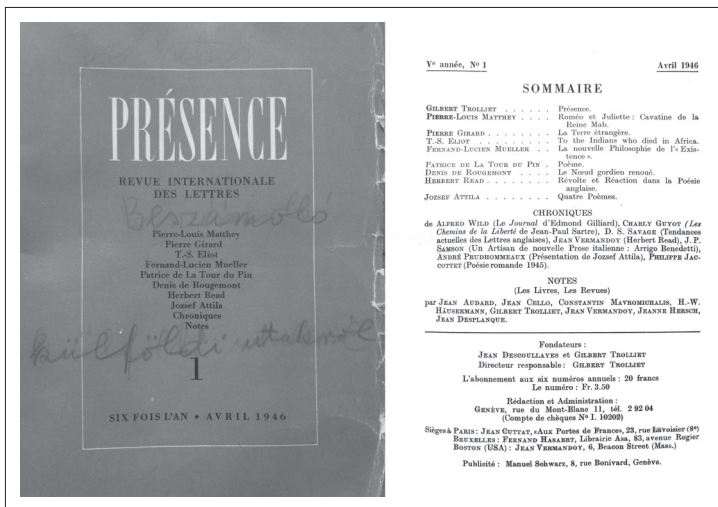 PRÉSENCE
REVUE INTERNATIONALE
DES LETTRES
Beszámoló
Pierre-Louis Matthey
Pierre Girard
T.-S. Eliot
Fernand-Lucien Mueller
Patrice de La Tour du Pin
Denis de Rougemont
Herbert Read
Jozsef Attila
Chroniques
Notes
külföldi utakról
1
SIX FOIS L'AN • AVRIL 1946
Vᵉ année, Nº 1 Avril 1946
SOMMAIRE
GILBERT TROLLIET . . . . . . Présence.
PIERRE-LOUIS MATTHEY . . . . Roméo et Juliette : Cavatine de la
Reine Mab.
PIERRE GIRARD . . . . . . . . La Terre étrangère.
T.-S. ELIOT . . . . . . . . . To the Indians who died in Africa.
FERNAND-LUCIEN MUELLER . . La nouvelle Philosophie de l'« Exis-
tence ».
PATRICE DE LA TOUR DU PIN . Poème.
DENIS DE ROUGEMONT . . . . Le Nœud gordien renoué.
HERBERT READ . . . . . . . . Révolte et Réaction dans la Poésie
anglaise.
JOZSEF ATTILA . . . . . . . . Quatre Poèmes.
CHRONIQUES
de ALFRED WILD (Le Journal d'Edmond Gilliard), CHARLY GUYOT (Les
Chemins de la Liberté de Jean-Paul Sartre), D. S. SAVAGE (Tendances
actuelles des Lettres anglaises), JEAN VERMANDOY (Herbert Read), J. P.
SAMSON (Un Artisan de nouvelle Prose italienne : Arrigo Benedetti),
ANDRÉ PRUDHOMMEAUX (Présentation de Jozsef Attila), PHILIPPE JAC-
COTTET (Poésie romande 1945).
NOTES
(Les Livres, Les Revues)
par JEAN AUDARD, JEAN CELLO, CONSTANTIN MAVROMICHALIS, H.-W.
HÄUSERMANN, GILBERT TROLLIET, JEAN VERMANDOY, JEANNE HERSCH,
JEAN DESPLANQUE.
Fondateurs :
JEAN DESCOULLAYES et GILBERT TROLLIET
Directeur responsable : GILBERT TROLLIET
L'abonnement aux six numéros annuels : 20 francs
Le numéro : Fr. 3.50
Rédaction et Administration :
GENÈVE, rue du Mont-Blanc 11, tél. 2 92 04
(Compte de chèques Nº I. 10202)
Sièges à PARIS : JEAN CUTTAT, «Aux Portes de France», 23, rue Lavoisier (8ᵉ)
BRUXELLES : FERNAND HASAERT, Librairie Asa, 83, avenue Rogier
BOSTON (USA) : JEAN VERMANDOY, 6, Beacon Street (Mass.)
Publicité : Manuel Schwarz, 8, rue Bonivard, Genève.